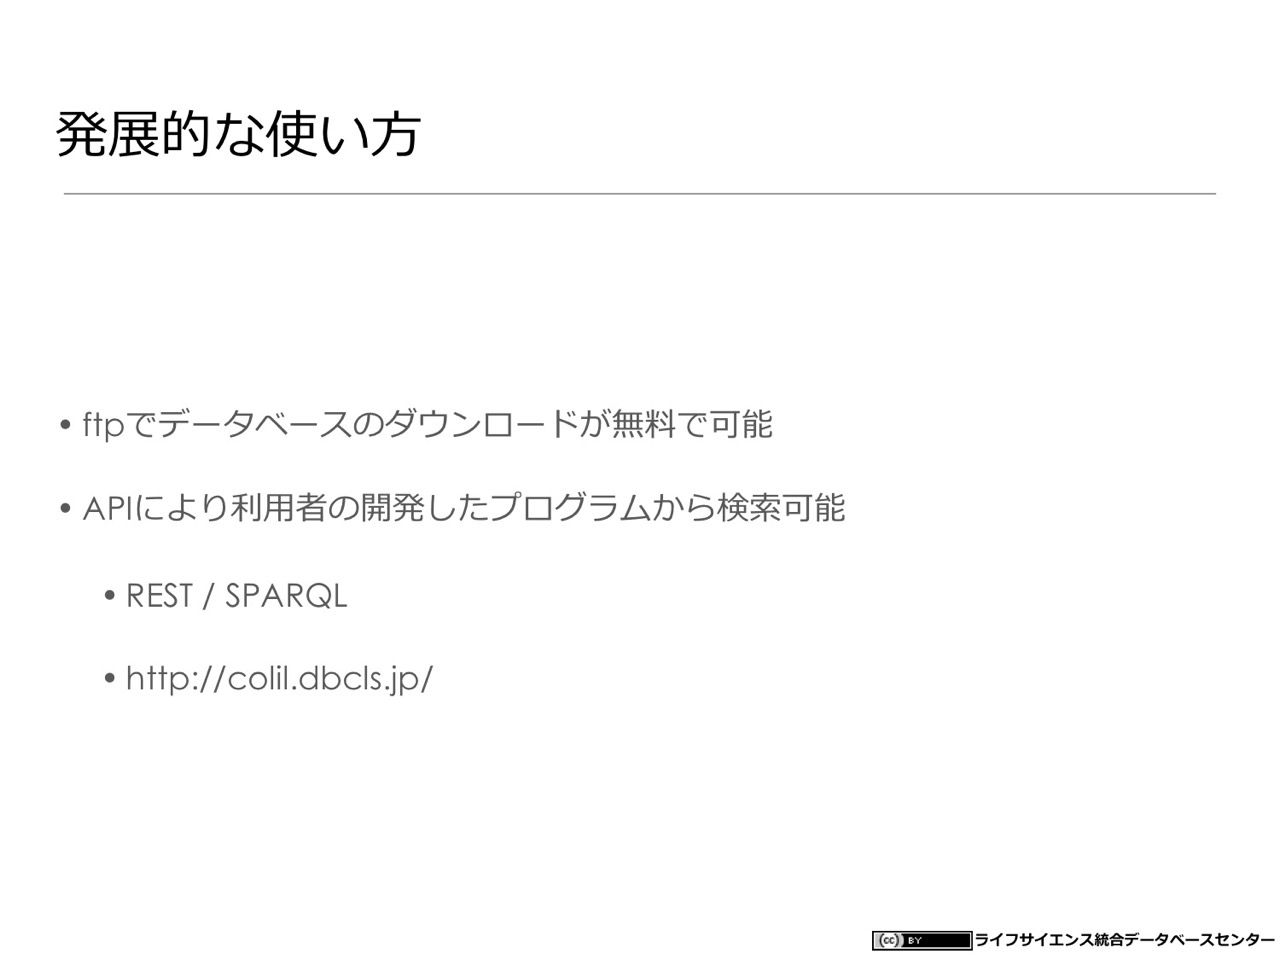 発展的な使い方
• ftpでデータベースのダウンロードが無料で可能
• APIにより利用者の開発したプログラムから検索可能
• REST / SPARQL
• http://colil.dbcls.jp/
(cc) BY ライフサイエンス統合データベースセンター